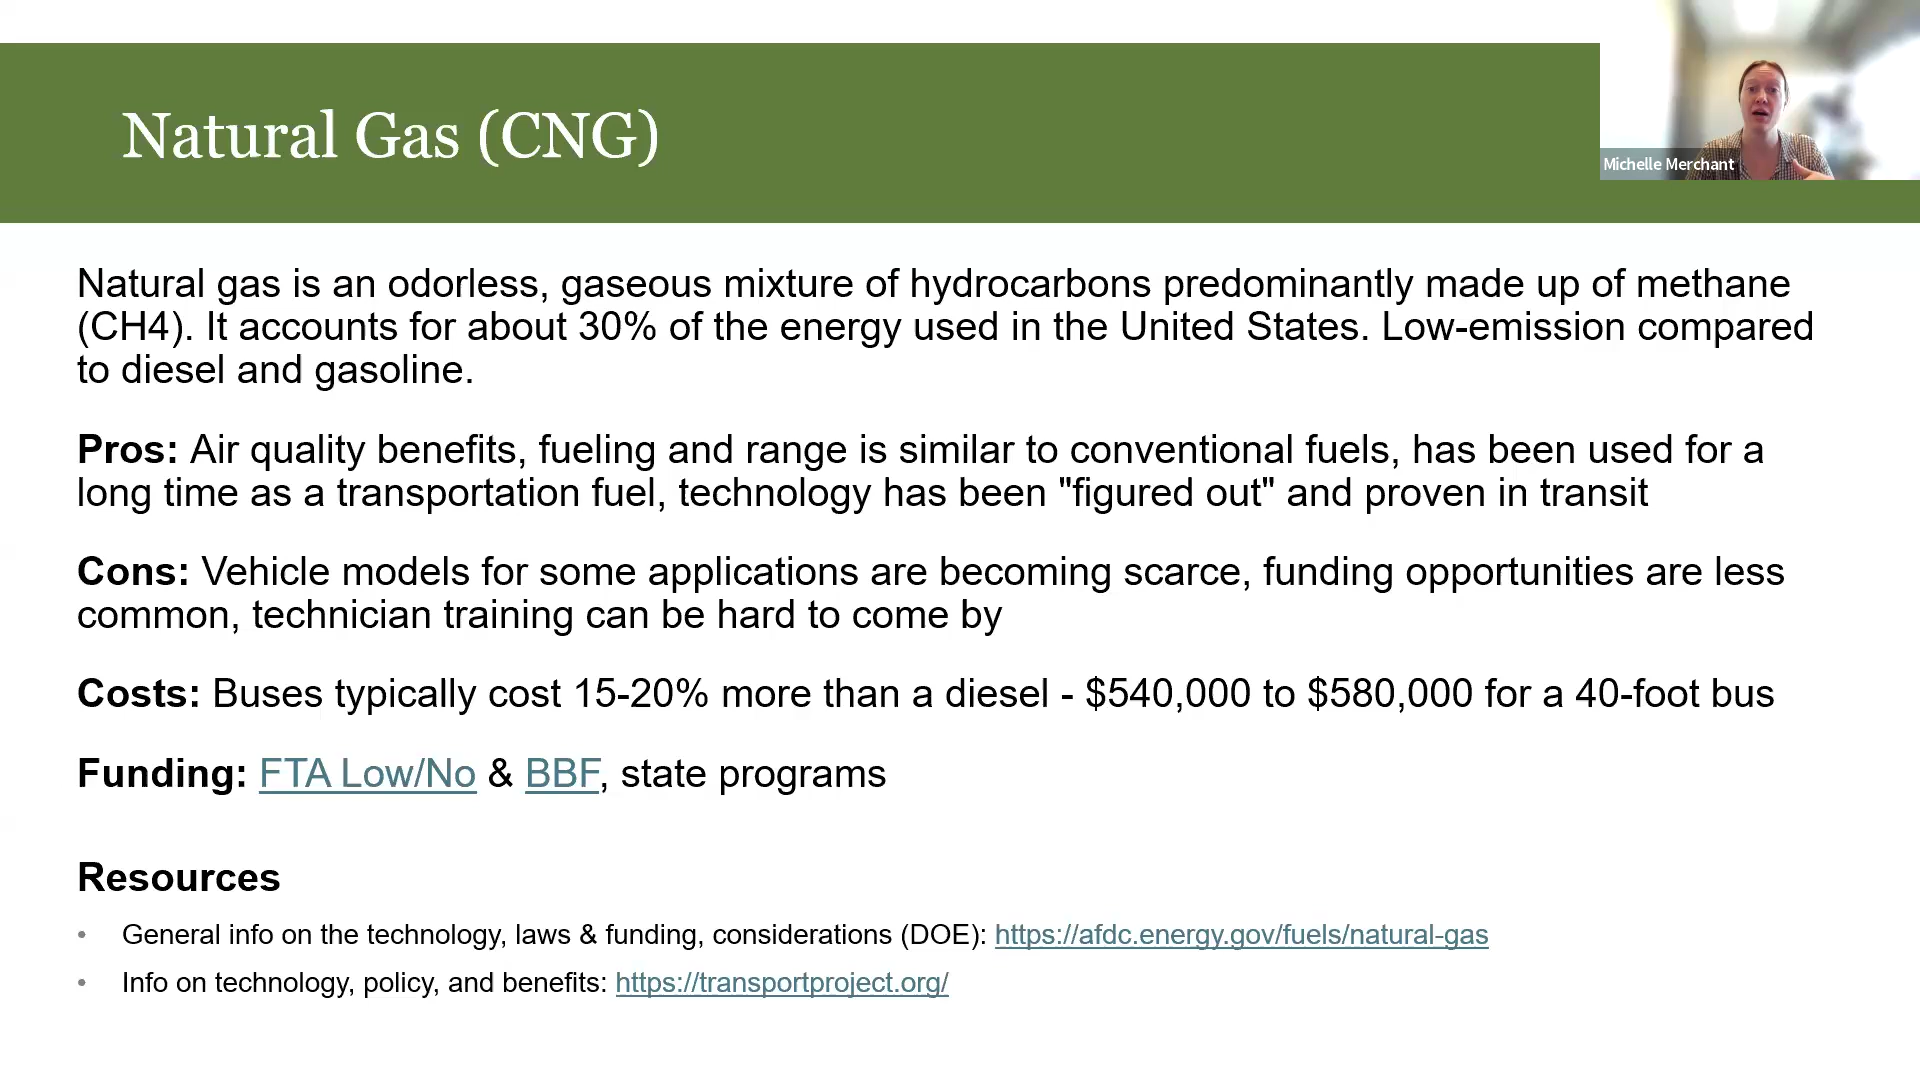 Natural Gas (CNG)
Michelle Merchant
Natural gas is an odorless, gaseous mixture of hydrocarbons predominantly made up of methane
(CH4). It accounts for about 30% of the energy used in the United States. Low-emission compared
to diesel and gasoline.
Pros: Air quality benefits, fueling and range is similar to conventional fuels, has been used for a
long time as a transportation fuel, technology has been "figured out" and proven in transit
Cons: Vehicle models for some applications are becoming scarce, funding opportunities are less
common, technician training can be hard to come by
Costs: Buses typically cost 15-20% more than a diesel - $540,000 to $580,000 for a 40-foot bus
Funding: FTA Low/No & BBF, state programs
Resources
• General info on the technology, laws & funding, considerations (DOE): https://afdc.energy.gov/fuels/natural-gas
• Info on technology, policy, and benefits: https://transportproject.org/